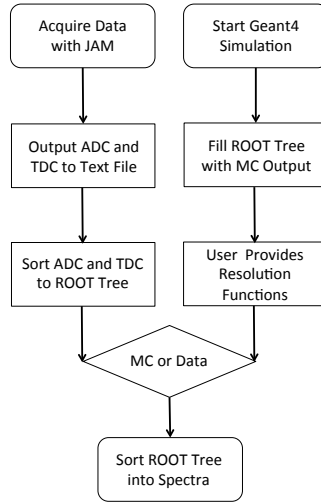 Acquire Data
with JAM
Start Geant4
Simulation
Output ADC and
TDC to Text File
Fill ROOT Tree
with MC Output
Sort ADC and TDC
to ROOT Tree
User Provides
Resolution
Functions
MC or Data
Sort ROOT Tree
into Spectra